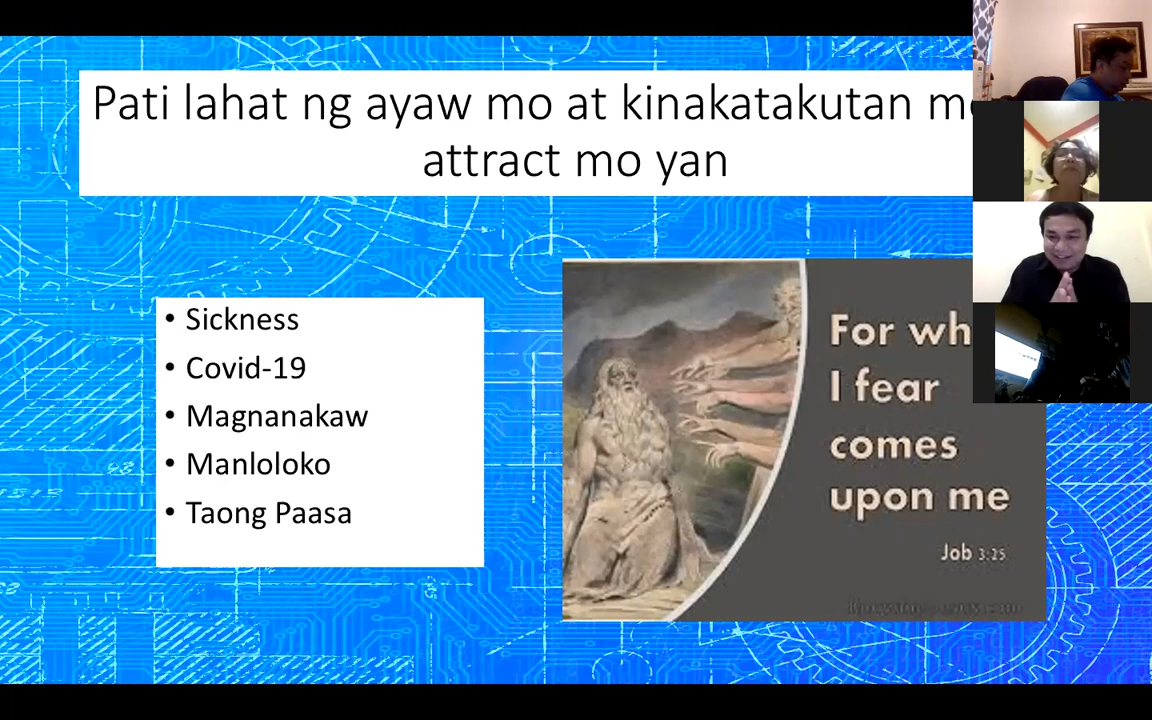 Pati lahat ng ayaw mo at kinakatakutan mo
attract mo yan
• Sickness
• Covid-19
• Magnanakaw
• Manloloko
• Taong Paasa
For wh
I fear
comes
upon me
Job 3:25